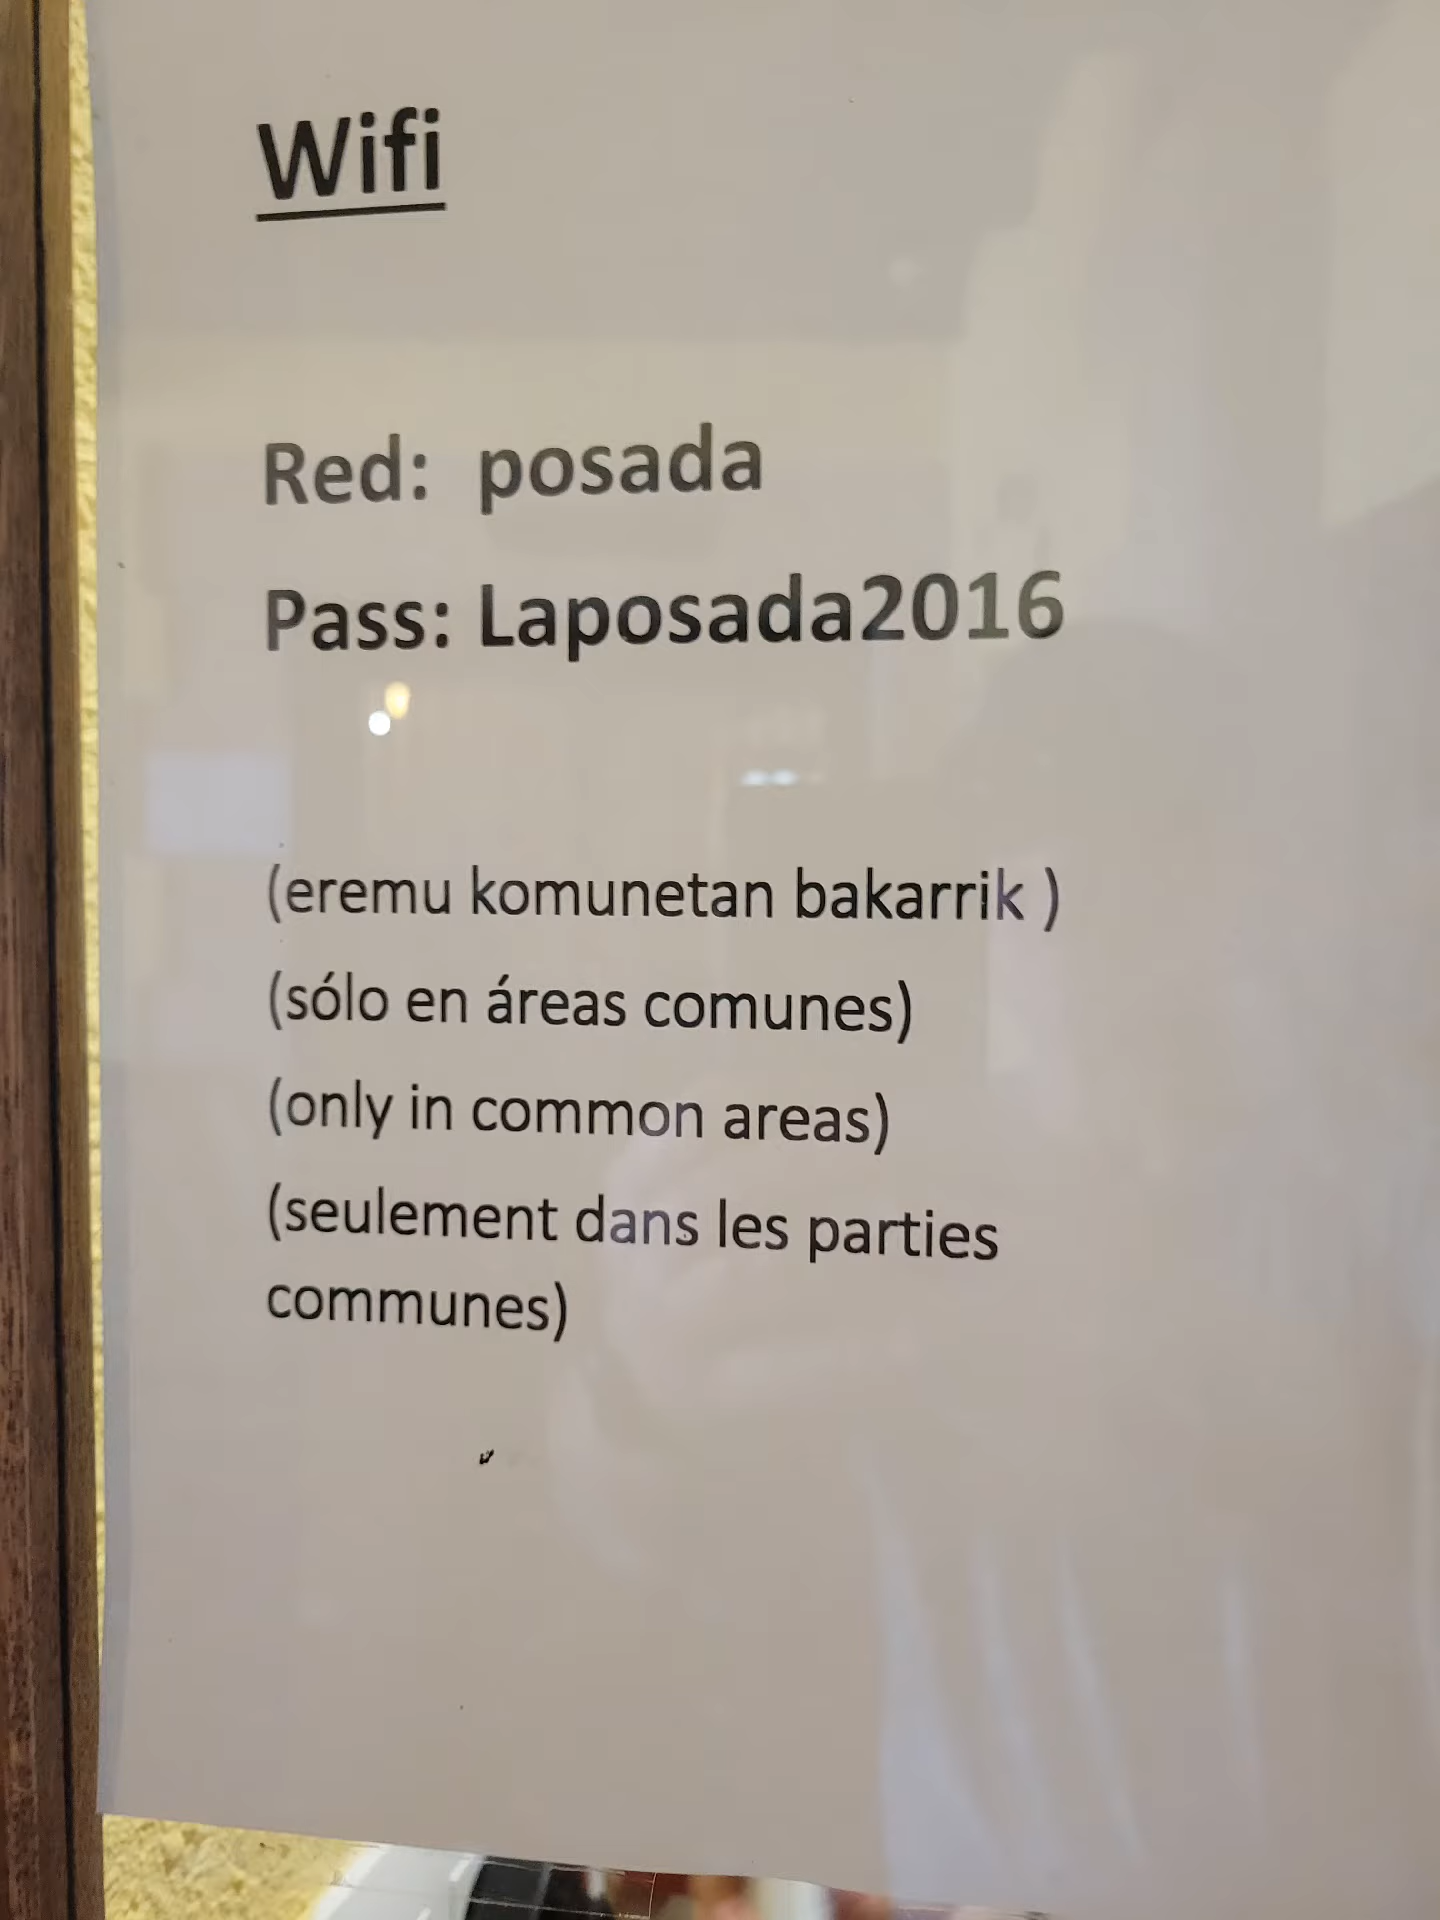 Wifi
Red: posada
Pass: Laposada2016
(eremu komunetan bakarrik )
(sólo en áreas comunes)
(only in common areas)
(seulement dans les parties
communes)